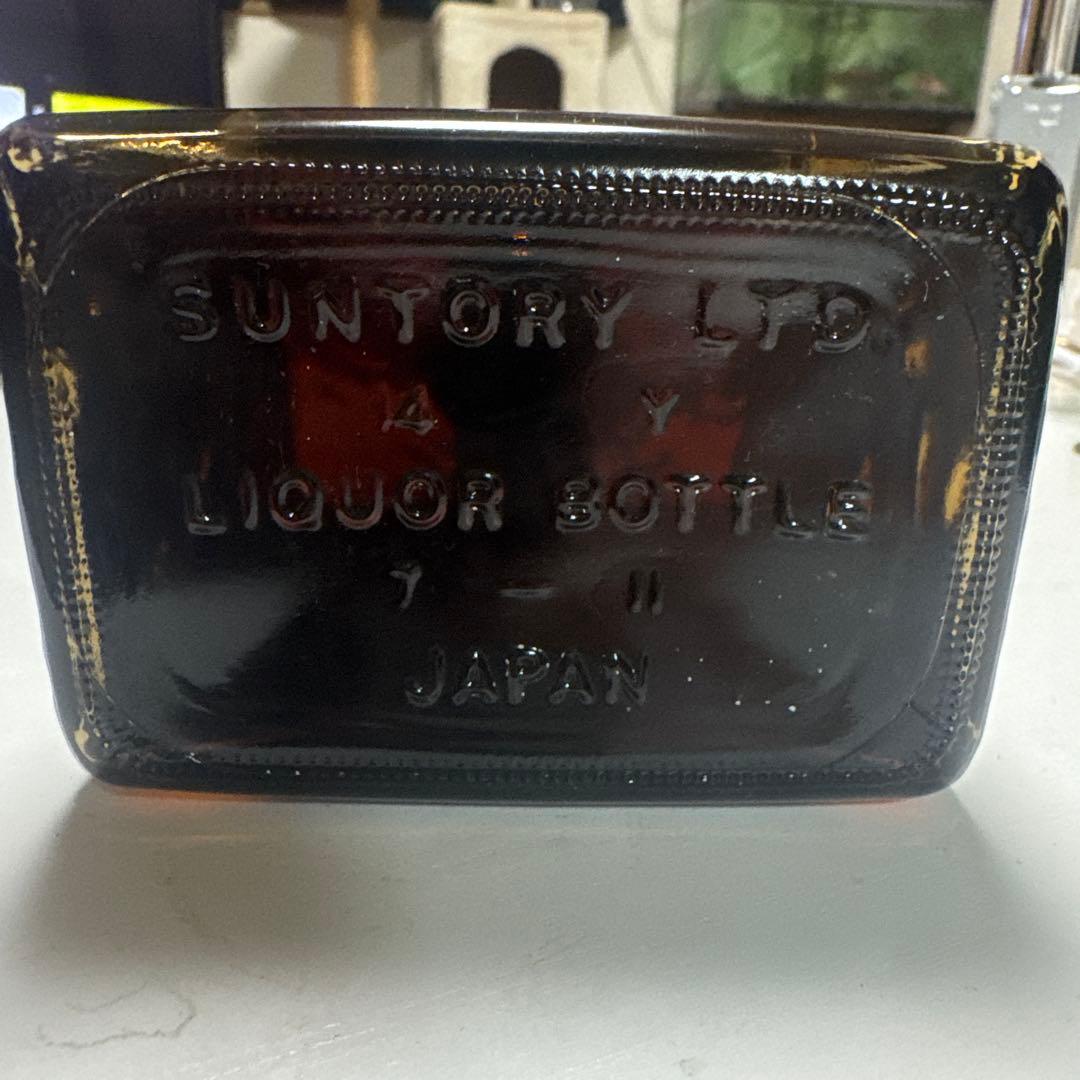 SUNTORY LTD.
4 Y
LIQUOR BOTTLE
7 — 11
JAPAN